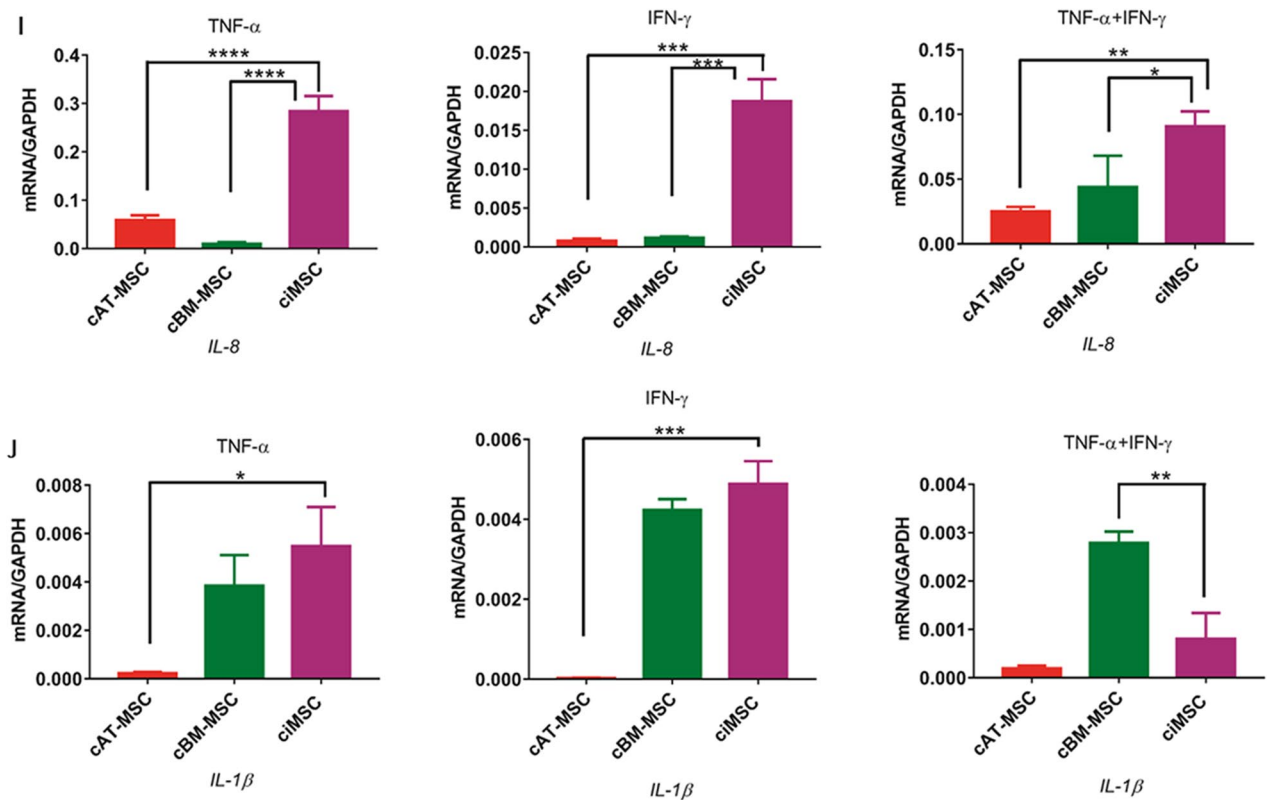 I
TNF-α
mRNA/GAPDH
0.4
0.3
0.2
0.1
0.0
****
****
cAT-MSC
cBM-MSC
ciMSC
IL-8
IFN-γ
mRNA/GAPDH
0.025
0.020
0.015
0.010
0.005
0.000
***
***
cAT-MSC
cBM-MSC
ciMSC
IL-8
TNF-α+IFN-γ
mRNA/GAPDH
0.15
0.10
0.05
0.00
**
*
cAT-MSC
cBM-MSC
ciMSC
IL-8
J
TNF-α
mRNA/GAPDH
0.008
0.006
0.004
0.002
0.000
*
cAT-MSC
cBM-MSC
ciMSC
IL-1β
IFN-γ
mRNA/GAPDH
0.006
0.004
0.002
0.000
***
cAT-MSC
cBM-MSC
ciMSC
IL-1β
TNF-α+IFN-γ
mRNA/GAPDH
0.004
0.003
0.002
0.001
0.000
**
cAT-MSC
cBM-MSC
ciMSC
IL-1β